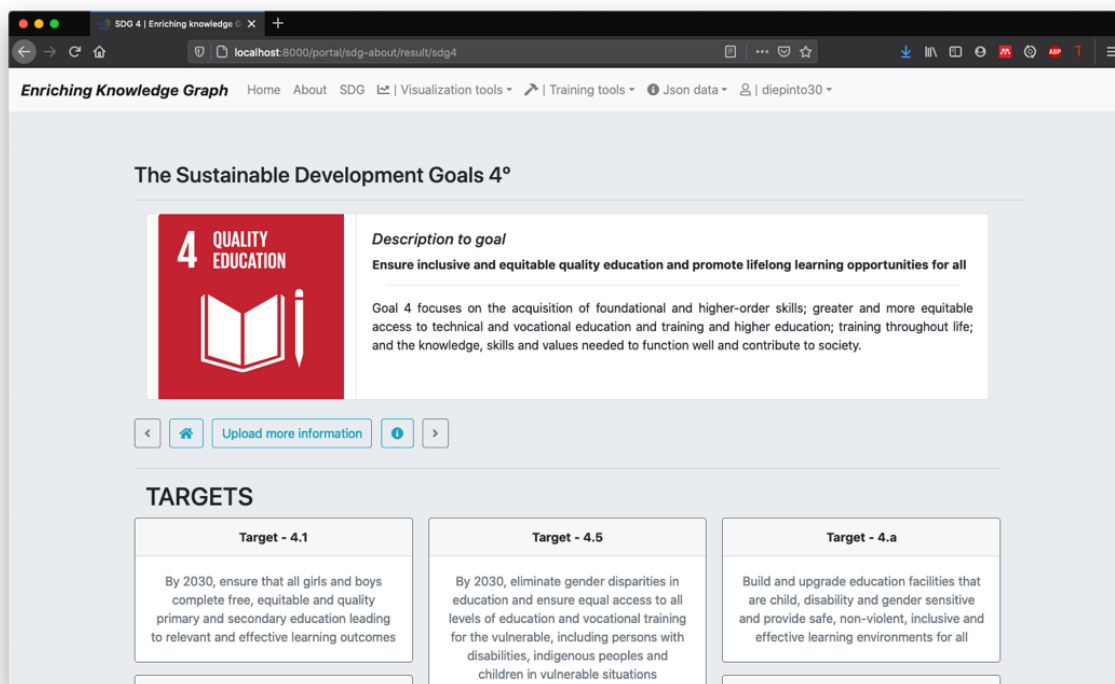 SDG 4 | Enriching knowledge G
localhost:8000/portal/sdg-about/result/sdg4
ABP
Enriching Knowledge Graph Home About SDG | Visualization tools | Training tools Json data | diepinto30
The Sustainable Development Goals 4º
4 QUALITY
EDUCATION
Description to goal
Ensure inclusive and equitable quality education and promote lifelong learning opportunities for all
Goal 4 focuses on the acquisition of foundational and higher-order skills; greater and more equitable
access to technical and vocational education and training and higher education; training throughout life;
and the knowledge, skills and values needed to function well and contribute to society.
Upload more information
TARGETS
Target - 4.1
By 2030, ensure that all girls and boys
complete free, equitable and quality
primary and secondary education leading
to relevant and effective learning outcomes
Target - 4.5
By 2030, eliminate gender disparities in
education and ensure equal access to all
levels of education and vocational training
for the vulnerable, including persons with
disabilities, indigenous peoples and
children in vulnerable situations
Target - 4.a
Build and upgrade education facilities that
are child, disability and gender sensitive
and provide safe, non-violent, inclusive and
effective learning environments for all